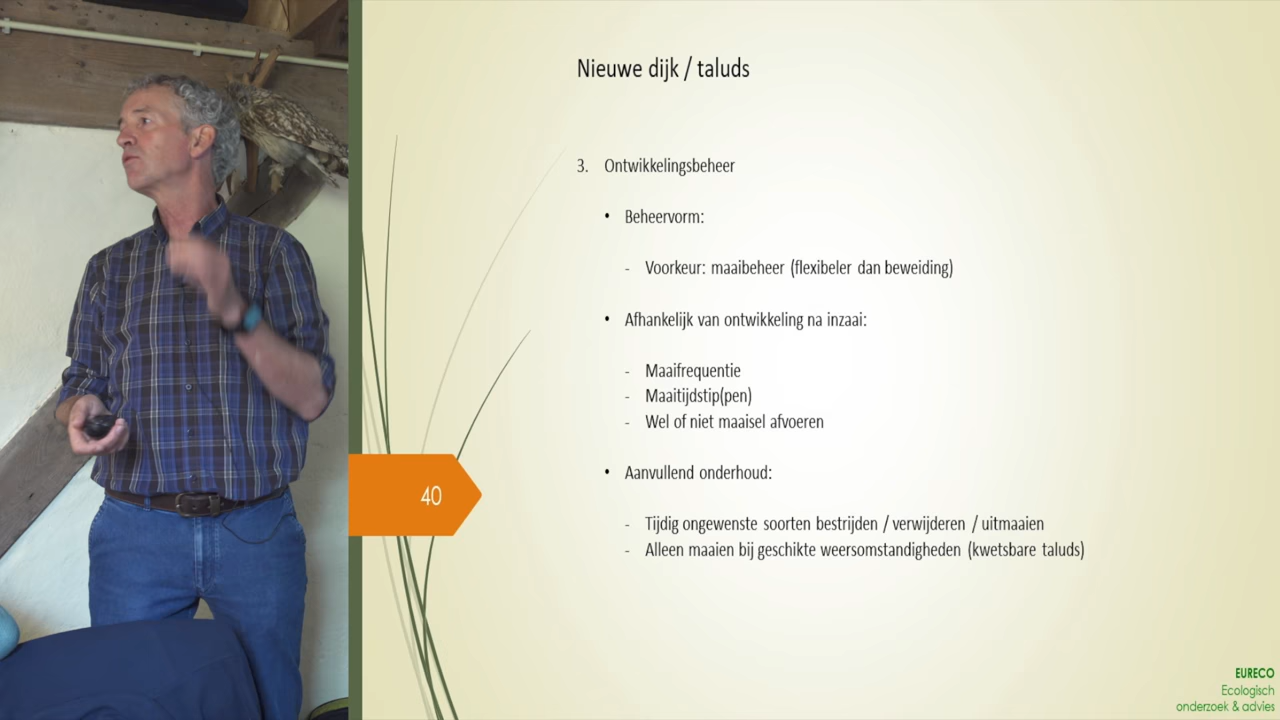 Nieuwe dijk / taluds
3. Ontwikkelingsbeheer
• Beheervorm:
- Voorkeur: maaibeheer (flexibeler dan beweiding)
• Afhankelijk van ontwikkeling na inzaai:
- Maaifrequentie
- Maaitijdstip(pen)
- Wel of niet maaisel afvoeren
• Aanvullend onderhoud:
- Tijdig ongewenste soorten bestrijden / verwijderen / uitmaaien
- Alleen maaien bij geschikte weersomstandigheden (kwetsbare taluds)
40
EURECO
Ecologisch
onderzoek & advies